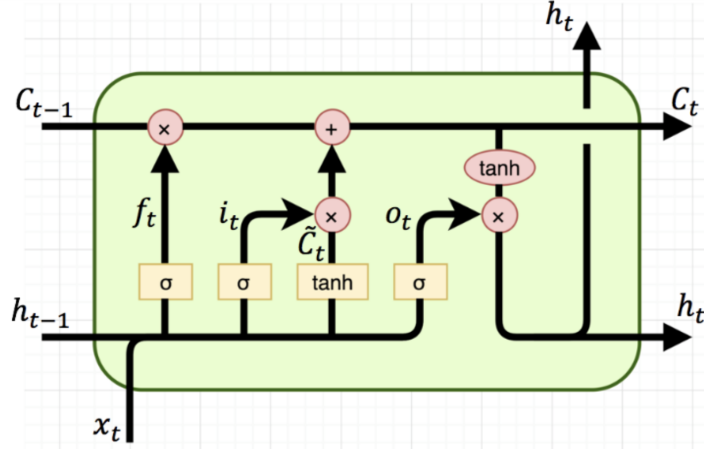 h_t
C_{t-1} × + C_t
tanh
f_t i_t × o_t ×
C̃_t
σ σ tanh σ
h_{t-1} h_t
x_t